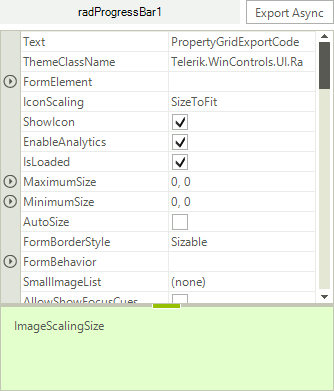 radProgressBar1 Export Async
Text PropertyGridExportCode
ThemeClassName Telerik.WinControls.UI.Ra
FormElement
IconScaling SizeToFit
ShowIcon
EnableAnalytics
IsLoaded
MaximumSize 0, 0
MinimumSize 0, 0
AutoSize
FormBorderStyle Sizable
FormBehavior
SmallImageList (none)
AllowShowFocusCues
ImageScalingSize